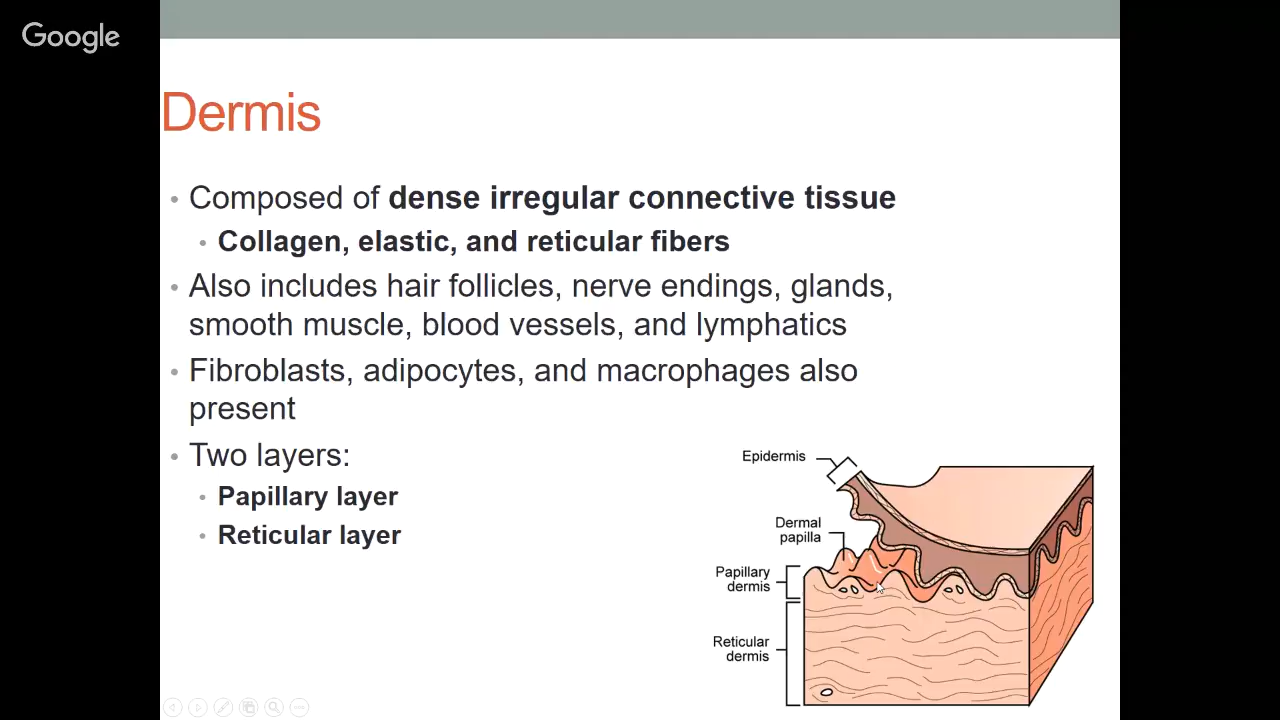 Google
Dermis
Composed of dense irregular connective tissue
Collagen, elastic, and reticular fibers
Also includes hair follicles, nerve endings, glands,
smooth muscle, blood vessels, and lymphatics
Fibroblasts, adipocytes, and macrophages also
present
Two layers:
Papillary layer
Reticular layer
Epidermis
Dermal
papilla
Papillary
dermis
Reticular
dermis